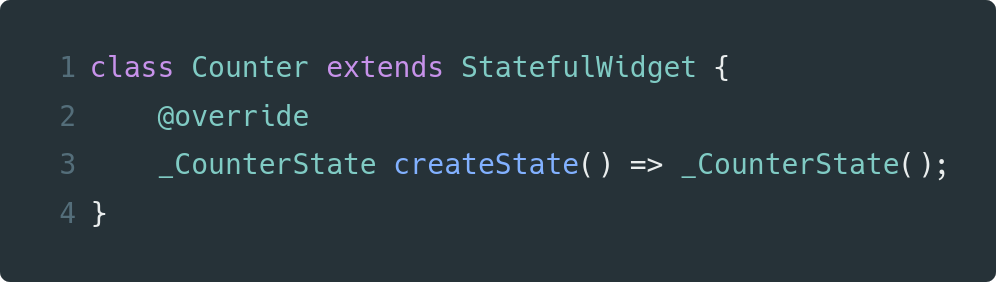 1 class Counter extends StatefulWidget {
2     @override
3     _CounterState createState() => _CounterState();
4 }